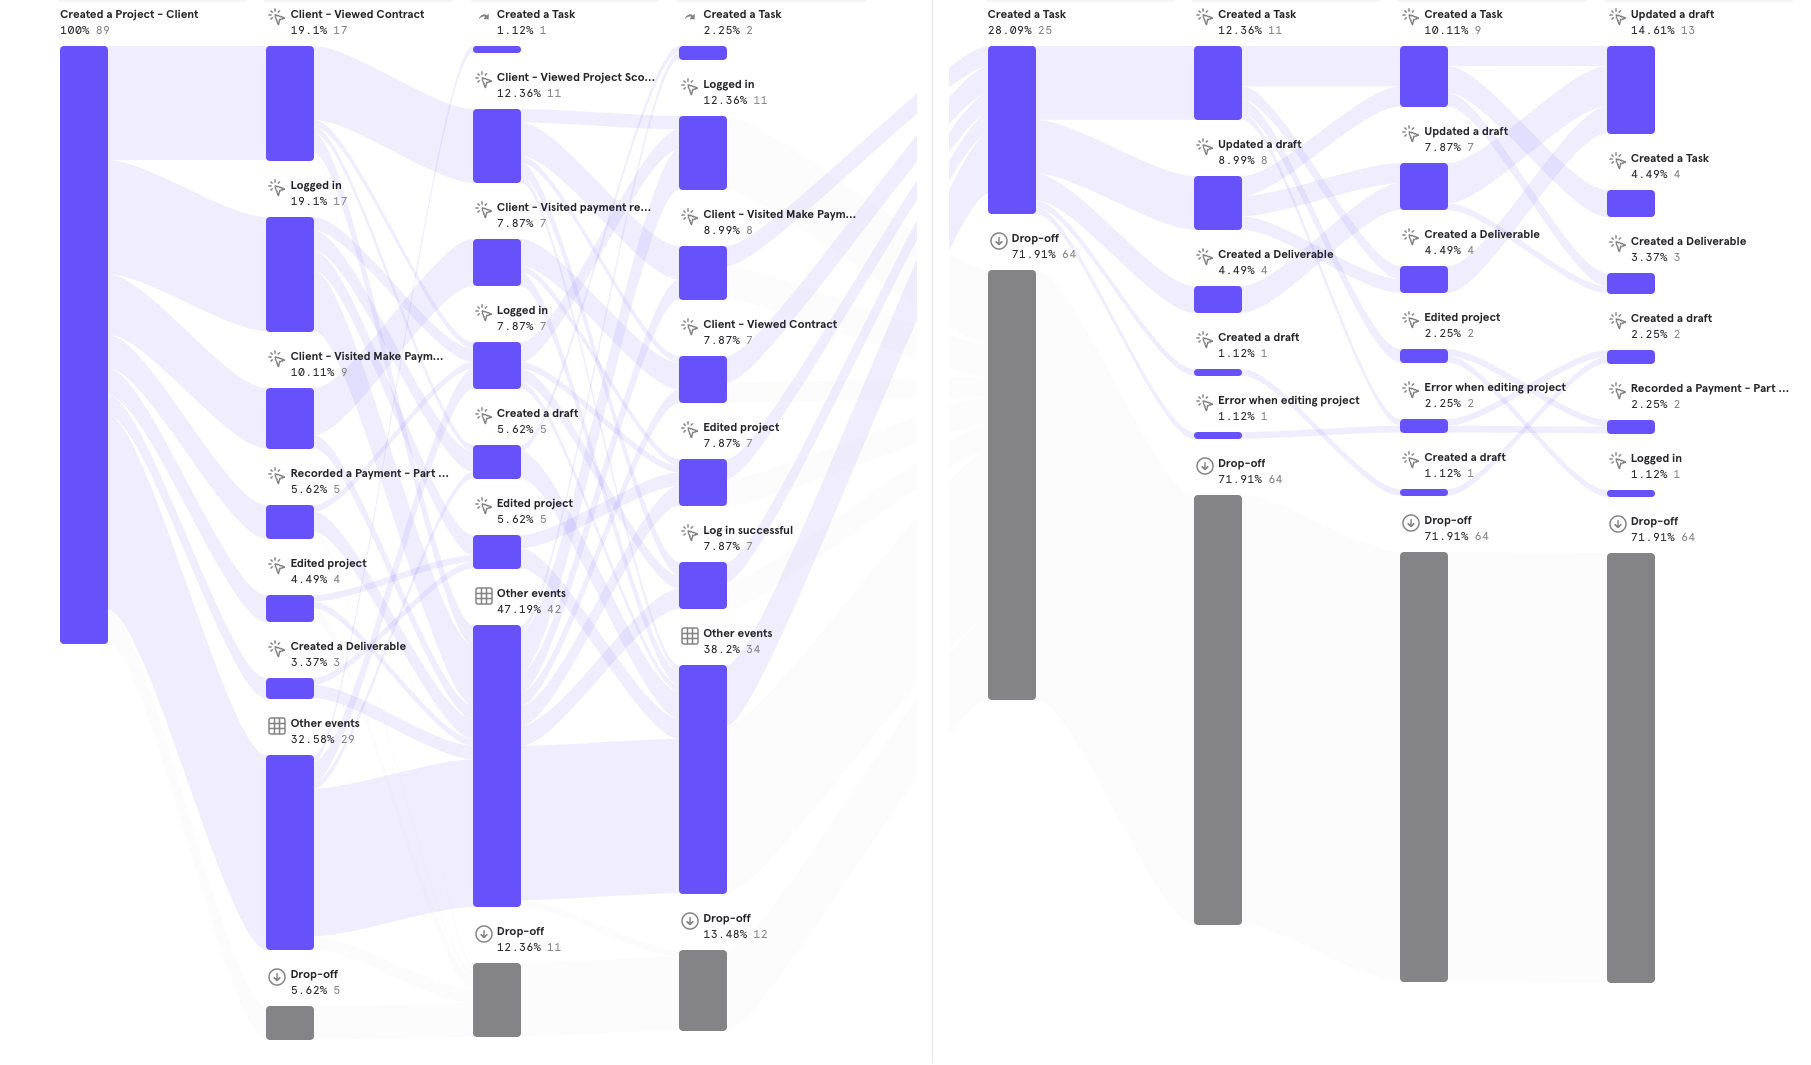 Created a Project - Client
100% 89
Client - Viewed Contract
19.1% 17
Logged in
19.1% 17
Client - Visited Make Paym...
10.11% 9
Recorded a Payment - Part ...
5.62% 5
Edited project
4.49% 4
Created a Deliverable
3.37% 3
Other events
32.58% 29
Drop-off
5.62% 5
Created a Task
1.12% 1
Client - Viewed Project Sco...
12.36% 11
Client - Visited payment re...
7.87% 7
Logged in
7.87% 7
Created a draft
5.62% 5
Edited project
5.62% 5
Other events
47.19% 42
Drop-off
12.36% 11
Created a Task
2.25% 2
Logged in
12.36% 11
Client - Visited Make Paym...
8.99% 8
Client - Viewed Contract
7.87% 7
Edited project
7.87% 7
Log in successful
7.87% 7
Other events
38.2% 34
Drop-off
13.48% 12
Created a Task
28.09% 25
Drop-off
71.91% 64
Created a Task
12.36% 11
Updated a draft
8.99% 8
Created a Deliverable
4.49% 4
Created a draft
1.12% 1
Error when editing project
1.12% 1
Drop-off
71.91% 64
Created a Task
10.11% 9
Updated a draft
7.87% 7
Created a Deliverable
4.49% 4
Edited project
2.25% 2
Error when editing project
2.25% 2
Created a draft
1.12% 1
Drop-off
71.91% 64
Updated a draft
14.61% 13
Created a Task
4.49% 4
Created a Deliverable
3.37% 3
Created a draft
2.25% 2
Recorded a Payment - Part ...
2.25% 2
Logged in
1.12% 1
Drop-off
71.91% 64